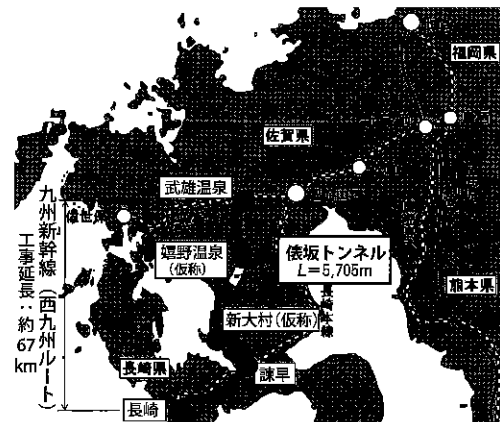 福岡県
佐賀県
武雄温泉
佐世保
嬉野温泉
(仮称)
俵坂トンネル
L=5,705m
熊本県
新大村(仮称)
長崎本線
長崎県
諫早
長崎
九州新幹線(西九州ルート)
工事延長:約67km